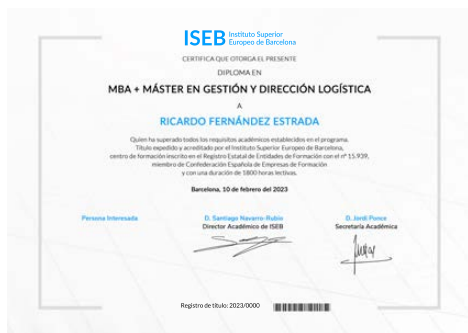 ISEB Instituto Superior
Europeo de Barcelona
CERTIFICA QUE OTORGA EL PRESENTE
DIPLOMA EN
MBA + MÁSTER EN GESTIÓN Y DIRECCIÓN LOGÍSTICA
A
RICARDO FERNÁNDEZ ESTRADA
Quien ha superado todos los requisitos académicos establecidos en el programa.
Título expedido y acreditado por el Instituto Superior Europeo de Barcelona,
centro de formación inscrito en el Registro Estatal de Entidades de Formación con el nº 15.939,
miembro de Confederación Española de Empresas de Formación
y con una duración de 1800 horas lectivas.
Barcelona, 10 de febrero del 2023
Persona Interesada
D. Santiago Navarro-Rubio
Director Académico de ISEB
D. Jordi Ponce
Secretaría Académica
Registro de título: 2023/0000